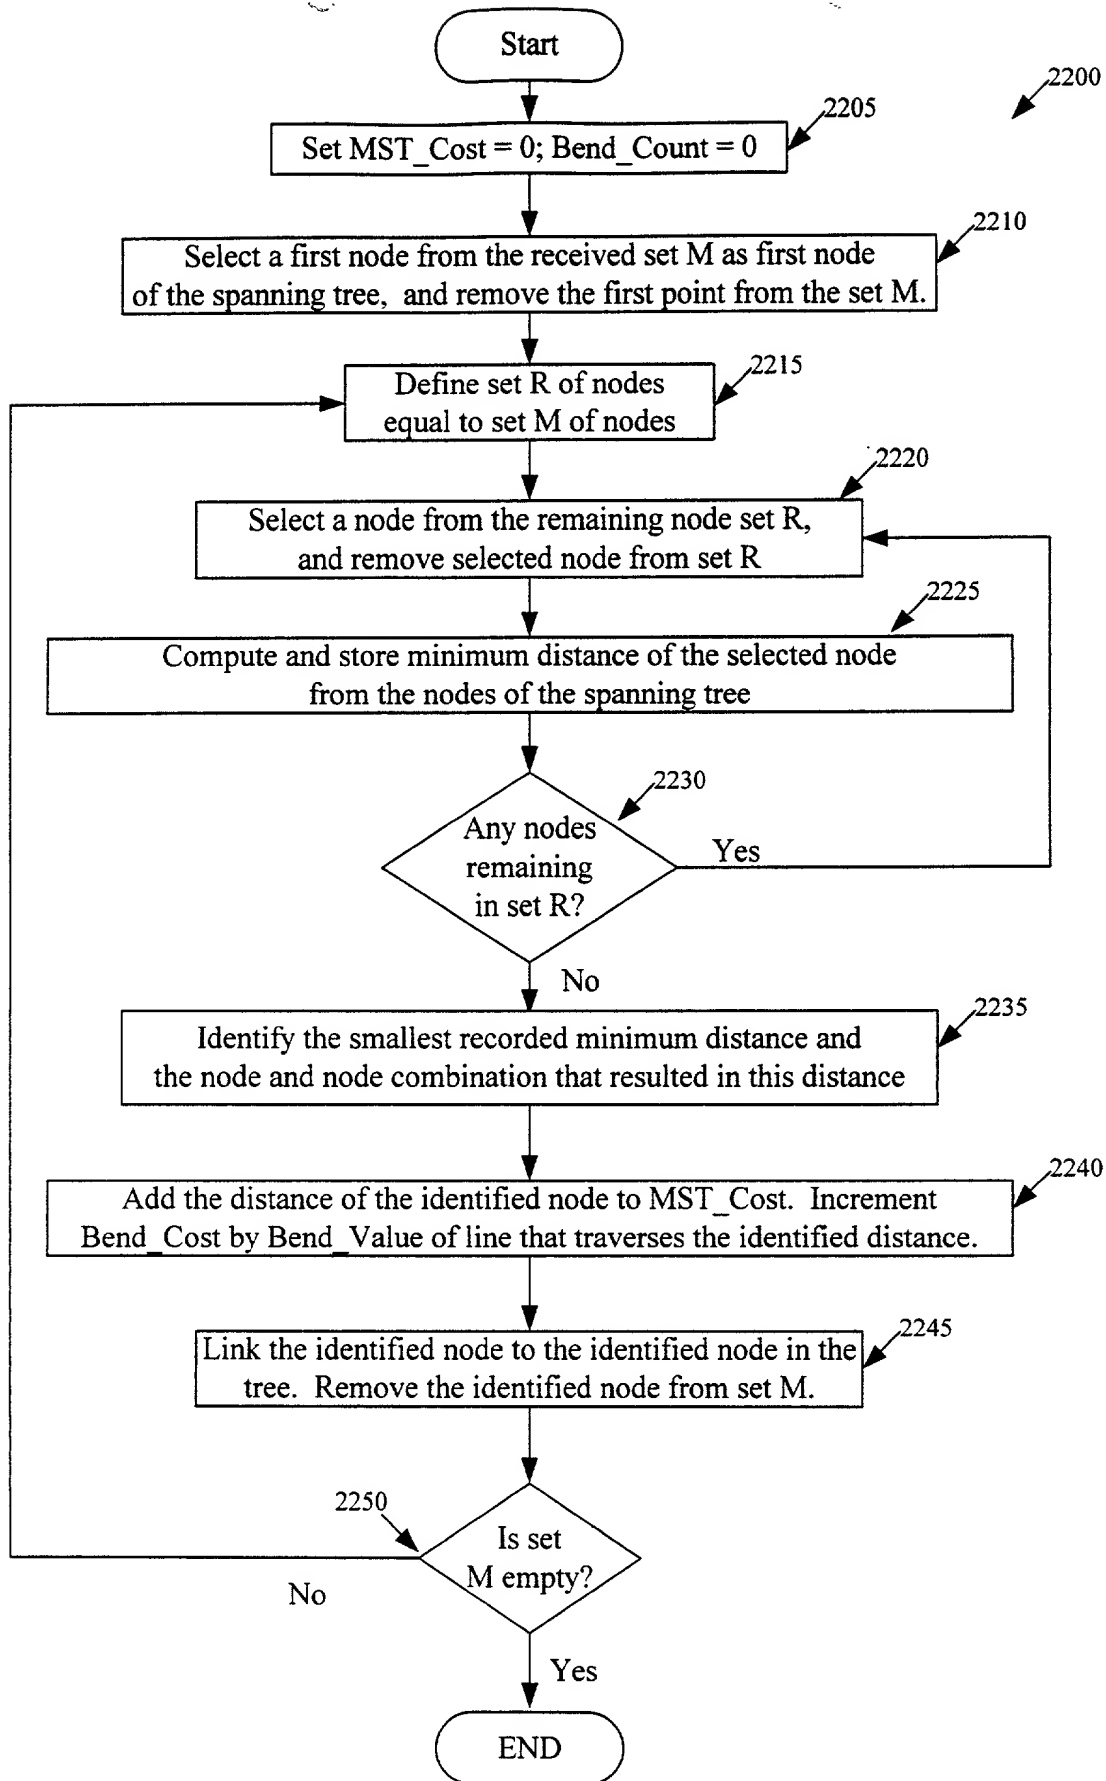 Start
2200
2205
Set MST_Cost = 0; Bend_Count = 0
2210
Select a first node from the received set M as first node
of the spanning tree, and remove the first point from the set M.
2215
Define set R of nodes
equal to set M of nodes
2220
Select a node from the remaining node set R,
and remove selected node from set R
2225
Compute and store minimum distance of the selected node
from the nodes of the spanning tree
2230
Any nodes
remaining
in set R?
Yes
No
2235
Identify the smallest recorded minimum distance and
the node and node combination that resulted in this distance
2240
Add the distance of the identified node to MST_Cost. Increment
Bend_Cost by Bend_Value of line that traverses the identified distance.
2245
Link the identified node to the identified node in the
tree. Remove the identified node from set M.
2250
Is set
M empty?
No
Yes
END